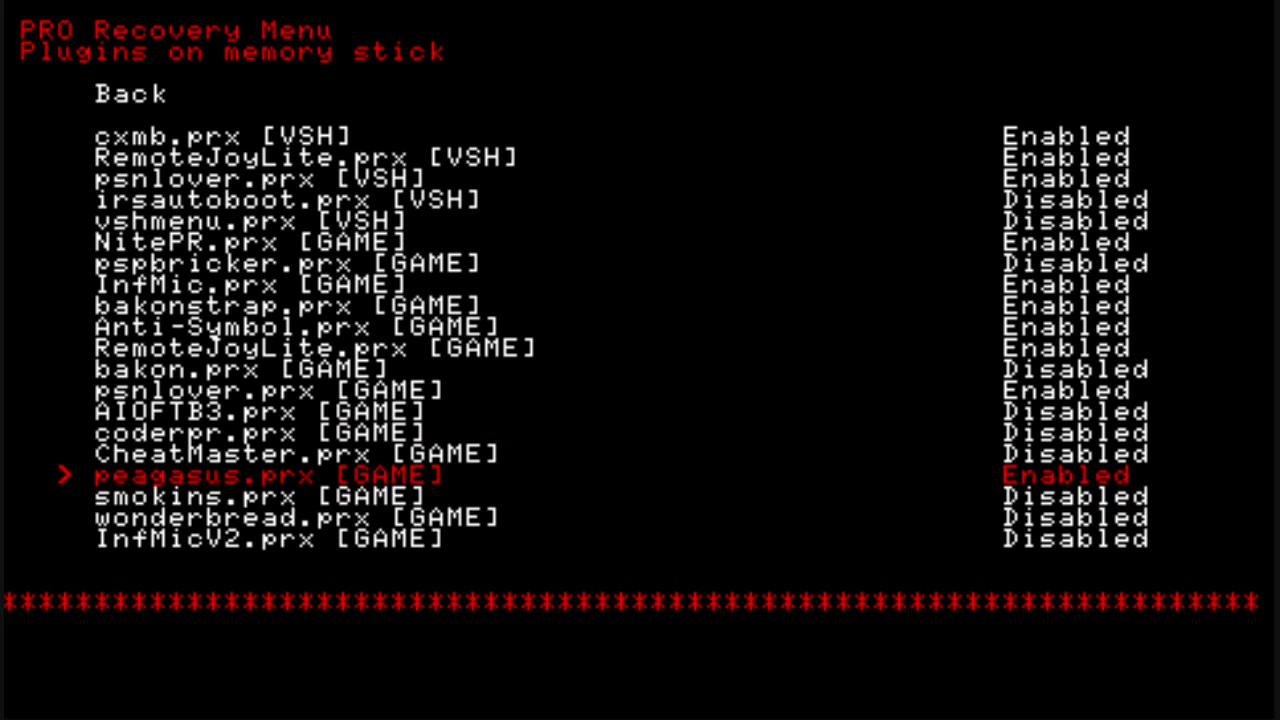 PRO Recovery Menu
Plugins on memory stick
Back
cxmb.prx [VSH] Enabled
RemoteJoyLite.prx [VSH] Enabled
psnlover.prx [VSH] Enabled
irsautoboot.prx [VSH] Disabled
vshmenu.prx [VSH] Disabled
NitePR.prx [GAME] Enabled
pspbricker.prx [GAME] Disabled
InfMic.prx [GAME] Enabled
bakonstrap.prx [GAME] Enabled
Anti-Symbol.prx [GAME] Enabled
RemoteJoyLite.prx [GAME] Enabled
bakon.prx [GAME] Disabled
psnlover.prx [GAME] Enabled
AIOFTB3.prx [GAME] Disabled
coderpr.prx [GAME] Disabled
CheatMaster.prx [GAME] Disabled
> peagasus.prx [GAME] Enabled
smokins.prx [GAME] Disabled
wonderbread.prx [GAME] Disabled
InfMicV2.prx [GAME] Disabled
********************************************************************